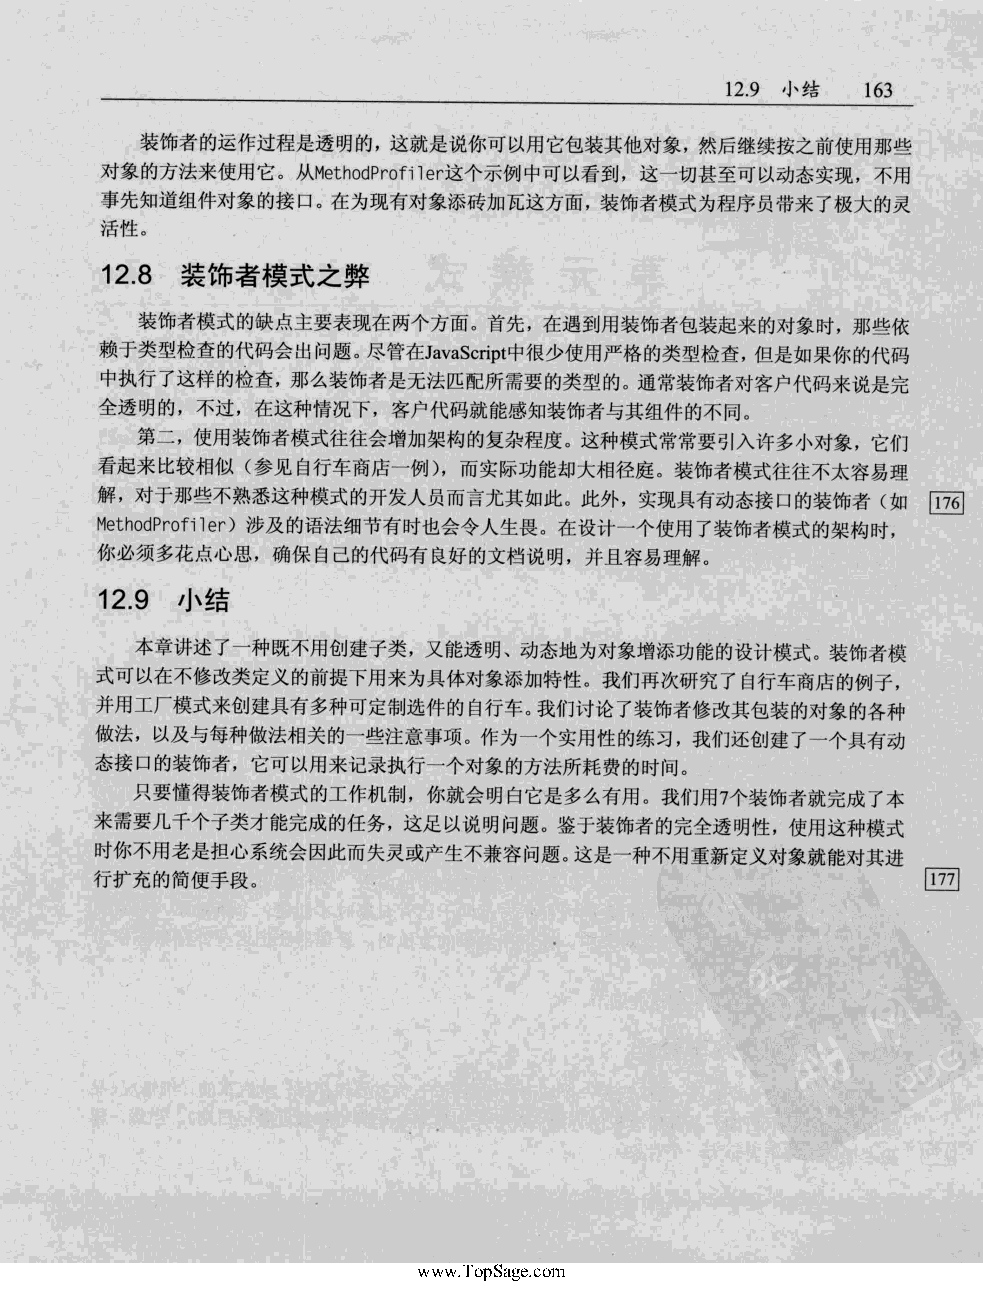 12.9 小结 163
装饰者的运作过程是透明的，这就是说你可以用它包装其他对象，然后继续按之前使用那些
对象的方法来使用它。从MethodProfiler这个示例中可以看到，这一切甚至可以动态实现，不用
事先知道组件对象的接口。在为现有对象添砖加瓦这方面，装饰者模式为程序员带来了极大的灵
活性。
12.8 装饰者模式之弊
装饰者模式的缺点主要表现在两个方面。首先，在遇到用装饰者包装起来的对象时，那些依
赖于类型检查的代码会出问题。尽管在JavaScript中很少使用严格的类型检查，但是如果你的代码
中执行了这样的检查，那么装饰者是无法匹配所需要的类型的。通常装饰者对客户代码来说是完
全透明的，不过，在这种情况下，客户代码就能感知装饰者与其组件的不同。
第二，使用装饰者模式往往会增加架构的复杂程度。这种模式常常要引入许多小对象，它们
看起来比较相似（参见自行车商店一例），而实际功能却大相径庭。装饰者模式往往不太容易理
解，对于那些不熟悉这种模式的开发人员而言尤其如此。此外，实现具有动态接口的装饰者（如 176
MethodProfiler）涉及的语法细节有时也会令人生畏。在设计一个使用了装饰者模式的架构时，
你必须多花点心思，确保自己的代码有良好的文档说明，并且容易理解。
12.9 小结
本章讲述了一种既不用创建子类，又能透明、动态地为对象增添功能的设计模式。装饰者模
式可以在不修改类定义的前提下用来为具体对象添加特性。我们再次研究了自行车商店的例子，
并用工厂模式来创建具有多种可定制选件的自行车。我们讨论了装饰者修改其包装的对象的各种
做法，以及与每种做法相关的一些注意事项。作为一个实用性的练习，我们还创建了一个具有动
态接口的装饰者，它可以用来记录执行一个对象的方法所耗费的时间。
只要懂得装饰者模式的工作机制，你就会明白它是多么有用。我们用7个装饰者就完成了本
来需要几千个子类才能完成的任务，这足以说明问题。鉴于装饰者的完全透明性，使用这种模式
时你不用老是担心系统会因此而失灵或产生不兼容问题。这是一种不用重新定义对象就能对其进
行扩充的简便手段。 177
www.TopSage.com